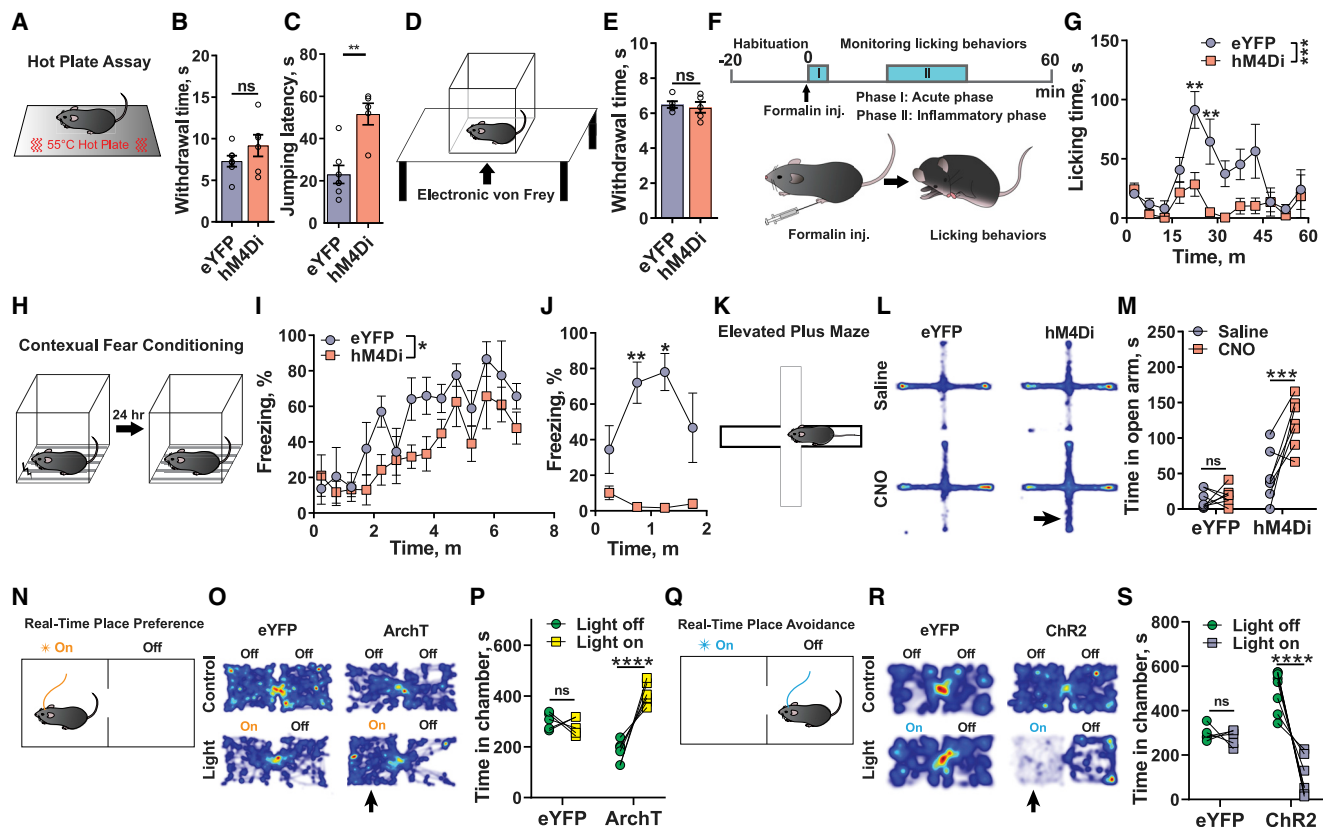 A
Hot Plate Assay
55°C Hot Plate
B
Withdrawal time, s
20
15
10
5
0
ns
eYFP
hM4Di
C
Jumping latency, s
80
60
40
20
0
**
eYFP
hM4Di
D
Electronic von Frey
E
Withdrawal time, s
10
8
6
4
2
0
ns
eYFP
hM4Di
F
Habituation
Monitoring licking behaviors
-20
0
60
min
I
II
Formalin inj.
Phase I: Acute phase
Phase II: Inflammatory phase
Formalin inj.
Licking behaviors
G
Licking time, s
150
100
50
0
eYFP
hM4Di
***
**
**
0
15
30
45
60
Time, m
H
Contexual Fear Conditioning
24 hr
I
Freezing, %
100
80
60
40
20
0
eYFP
hM4Di
*
0
2
4
6
8
Time, m
J
Freezing, %
100
80
60
40
20
0
**
*
0
1
2
Time, m
K
Elevated Plus Maze
L
eYFP
hM4Di
Saline
CNO
M
Time in open arm, s
250
200
150
100
50
0
Saline
CNO
ns
***
eYFP
hM4Di
N
Real-Time Place Preference
On
Off
O
eYFP
ArchT
Off
Off
Off
Off
Control
On
Off
On
Off
Light
P
Time in chamber, s
600
400
200
0
Light off
Light on
ns
****
eYFP
ArchT
Q
Real-Time Place Avoidance
On
Off
R
eYFP
ChR2
Off
Off
Off
Off
Control
On
Off
On
Off
Light
S
Time in chamber, s
800
600
400
200
0
Light off
Light on
ns
****
eYFP
ChR2